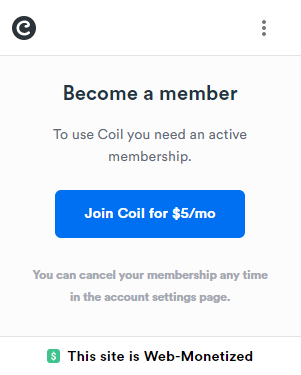 Become a member
To use Coil you need an active
membership.
Join Coil for $5/mo
You can cancel your membership any time
in the account settings page.
$ This site is Web-Monetized